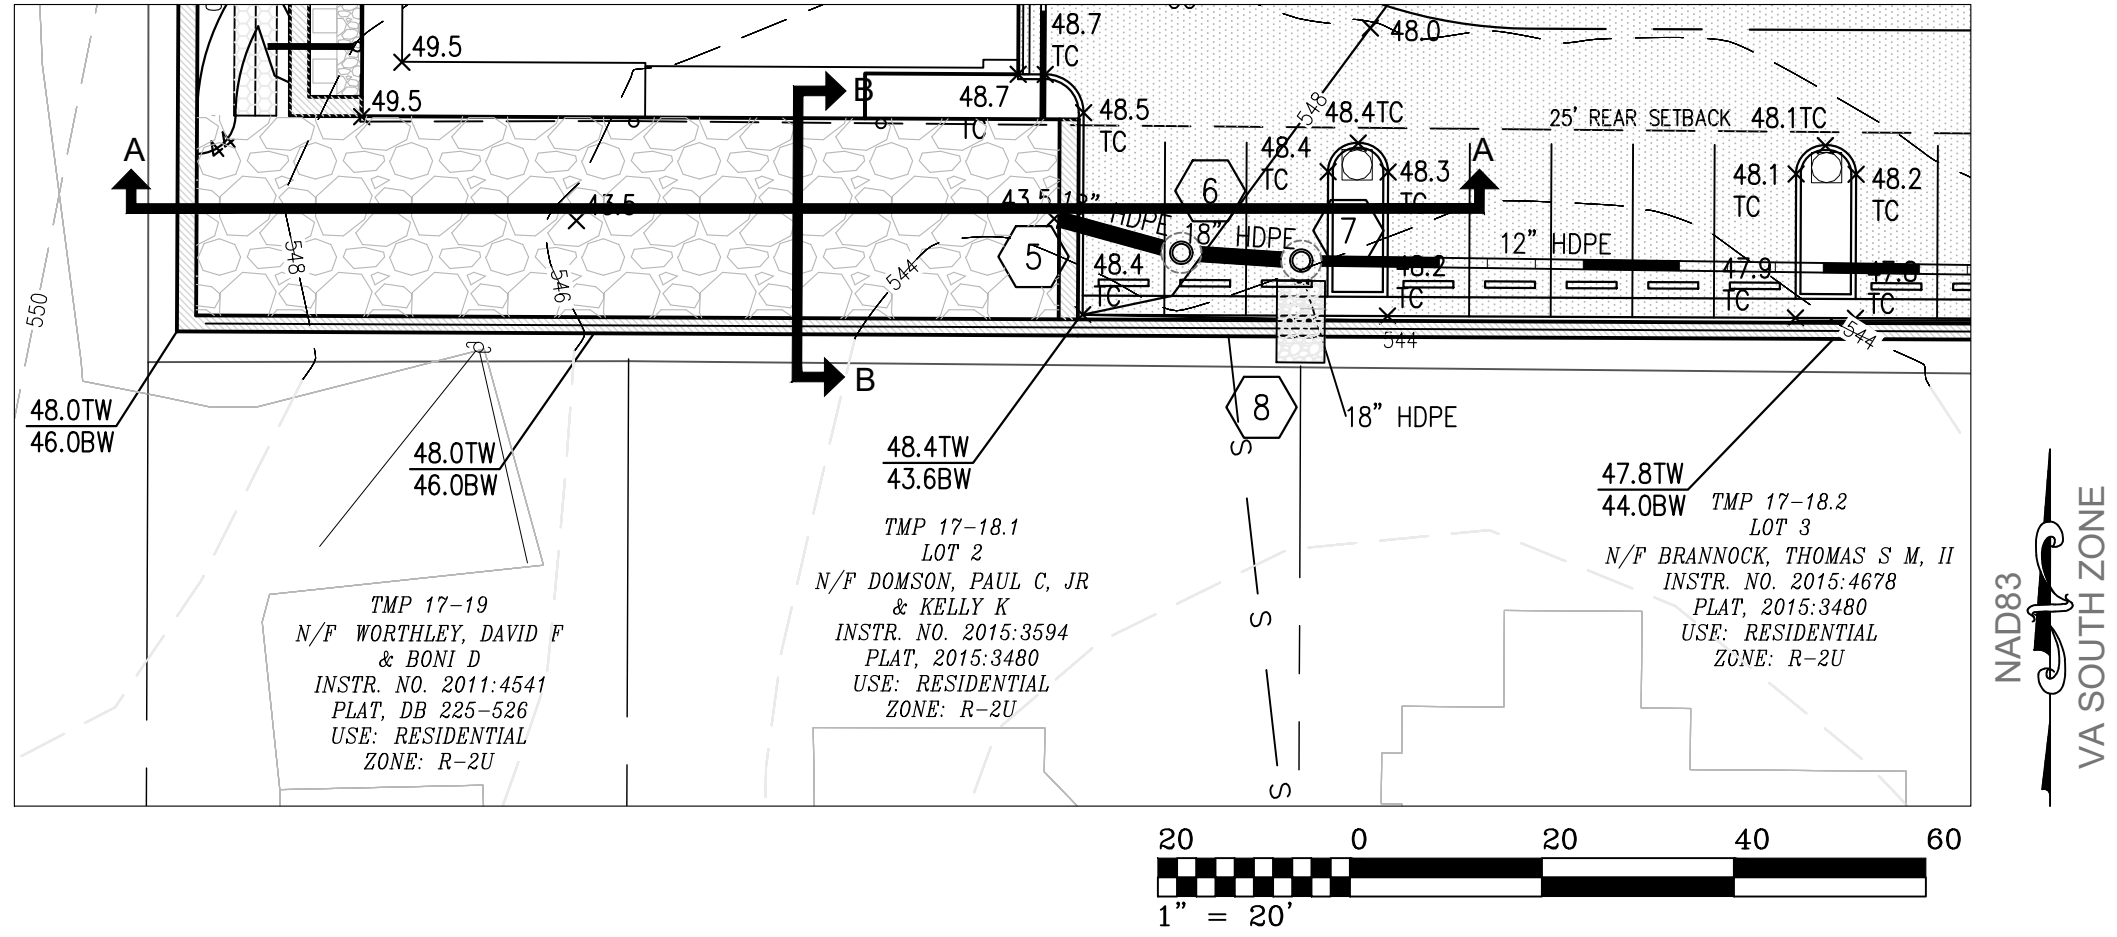 48.7
TC
48.0
49.5
49.5
B
48.7
TC
48.5
TC
548
48.4TC
25' REAR SETBACK
48.1TC
A
44
48.4
TC
A
6
48.3
TC
48.1
TC
48.2
TC
43.5
43.5
18" HDPE
18" HDPE
7
12" HDPE
5
548
546
544
48.4
TC
48.2
TC
47.9
TC
47.8
TC
550
544
544
B
48.0TW
46.0BW
8
18" HDPE
48.0TW
46.0BW
48.4TW
43.6BW
S
47.8TW
44.0BW
TMP 17-18.2
LOT 3
N/F BRANNOCK, THOMAS S M, II
INSTR. NO. 2015:4678
PLAT, 2015:3480
USE: RESIDENTIAL
ZONE: R-2U
TMP 17-18.1
LOT 2
N/F DOMSON, PAUL C, JR
& KELLY K
INSTR. NO. 2015:3594
PLAT, 2015:3480
USE: RESIDENTIAL
ZONE: R-2U
TMP 17-19
N/F WORTHLEY, DAVID F
& BONI D
INSTR. NO. 2011:4541
PLAT, DB 225-526
USE: RESIDENTIAL
ZONE: R-2U
S
S
NAD83
VA SOUTH ZONE
20 0 20 40 60
1" = 20'